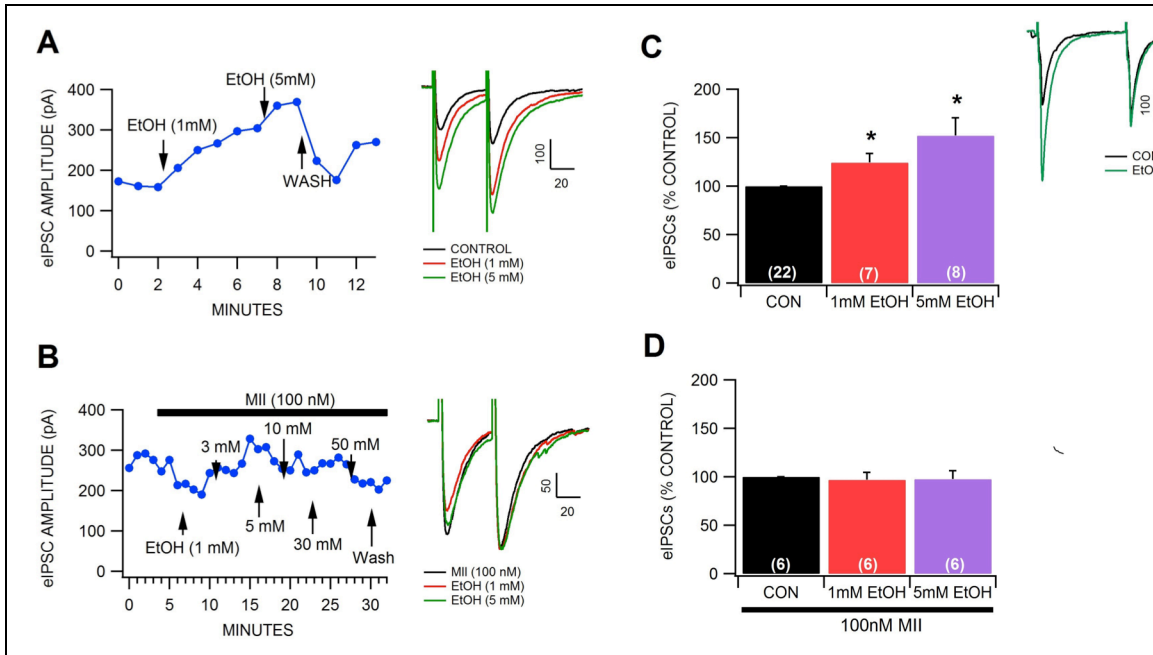 A
eIPSC AMPLITUDE (pA)
400
300
200
100
0
EtOH (1mM)
EtOH (5mM)
WASH
0 2 4 6 8 10 12
MINUTES
100
20
CONTROL
EtOH (1 mM)
EtOH (5 mM)
B
eIPSC AMPLITUDE (pA)
400
300
200
100
0
MII (100 nM)
3 mM
10 mM
50 mM
EtOH (1 mM)
5 mM
30 mM
Wash
0 5 10 15 20 25 30
MINUTES
50
20
MII (100 nM)
EtOH (1 mM)
EtOH (5 mM)
C
eIPSCs (% CONTROL)
200
150
100
50
0
* *
(22) (7) (8)
CON 1mM EtOH 5mM EtOH
100
CO
EtO
D
eIPSCs (% CONTROL)
200
150
100
50
0
(6) (6) (6)
CON 1mM EtOH 5mM EtOH
100nM MII